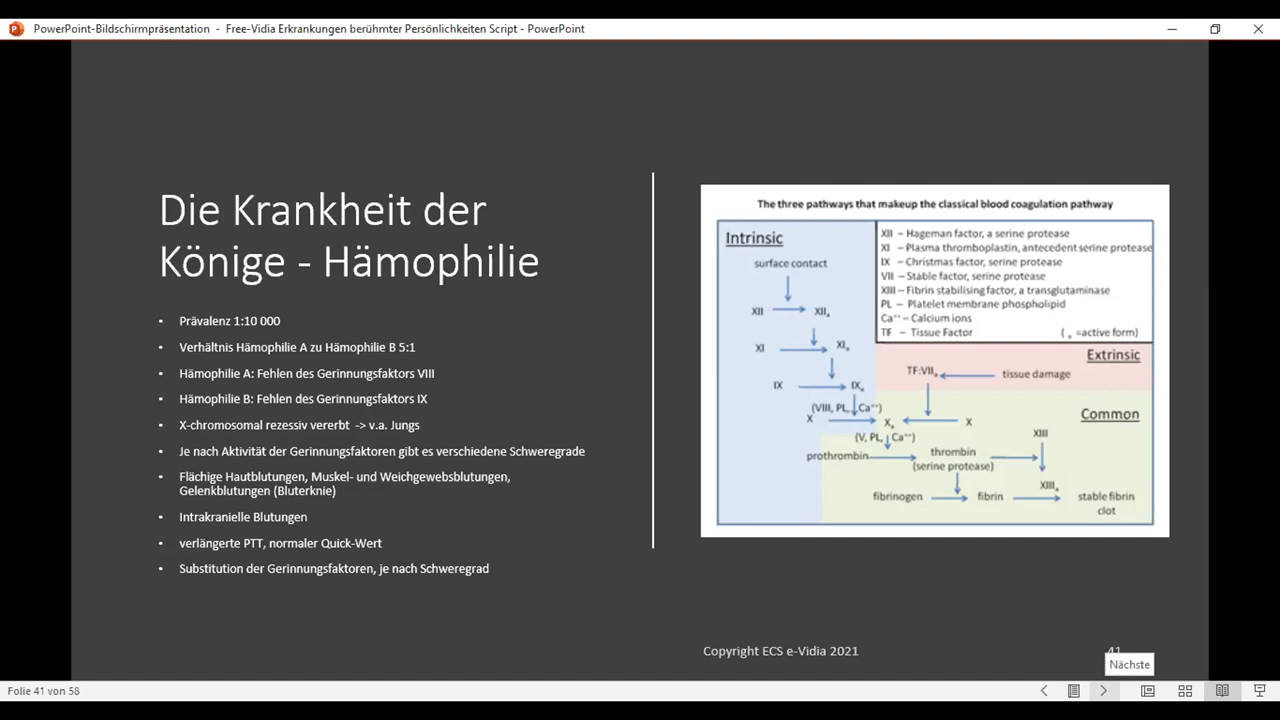 PowerPoint-Bildschirmpräsentation - Free-Vidia Erkrankungen berühmter Persönlichkeiten Script - PowerPoint
Die Krankheit der
Könige - Hämophilie
• Prävalenz 1:10 000
• Verhältnis Hämophilie A zu Hämophilie B 5:1
• Hämophilie A: Fehlen des Gerinnungsfaktors VIII
• Hämophilie B: Fehlen des Gerinnungsfaktors IX
• X-chromosomal rezessiv vererbt -> v.a. Jungs
• Je nach Aktivität der Gerinnungsfaktoren gibt es verschiedene Schweregrade
• Flächige Hautblutungen, Muskel- und Weichgewebsblutungen,
Gelenkblutungen (Bluterknie)
• Intrakranielle Blutungen
• verlängerte PTT, normaler Quick-Wert
• Substitution der Gerinnungsfaktoren, je nach Schweregrad
The three pathways that makeup the classical blood coagulation pathway
Intrinsic
surface contact
XII
XIIa
XI
XIa
IX
IXa
(VIII, PL, Ca++)
X
Xa
X
(V, PL, Ca++)
XII – Hageman factor, a serine protease
XI – Plasma thromboplastin, antecedent serine protease
IX – Christmas factor, serine protease
VII – Stable factor, serine protease
XIII – Fibrin stabilising factor, a transglutaminase
PL – Platelet membrane phospholipid
Ca++ – Calcium ions
TF – Tissue Factor ( a =active form)
Extrinsic
TF:VIIa
tissue damage
Common
XIII
prothrombin
thrombin
(serine protease)
XIIIa
fibrinogen
fibrin
stable fibrin
clot
Copyright ECS e-Vidia 2021
41
Nächste
Folie 41 von 58